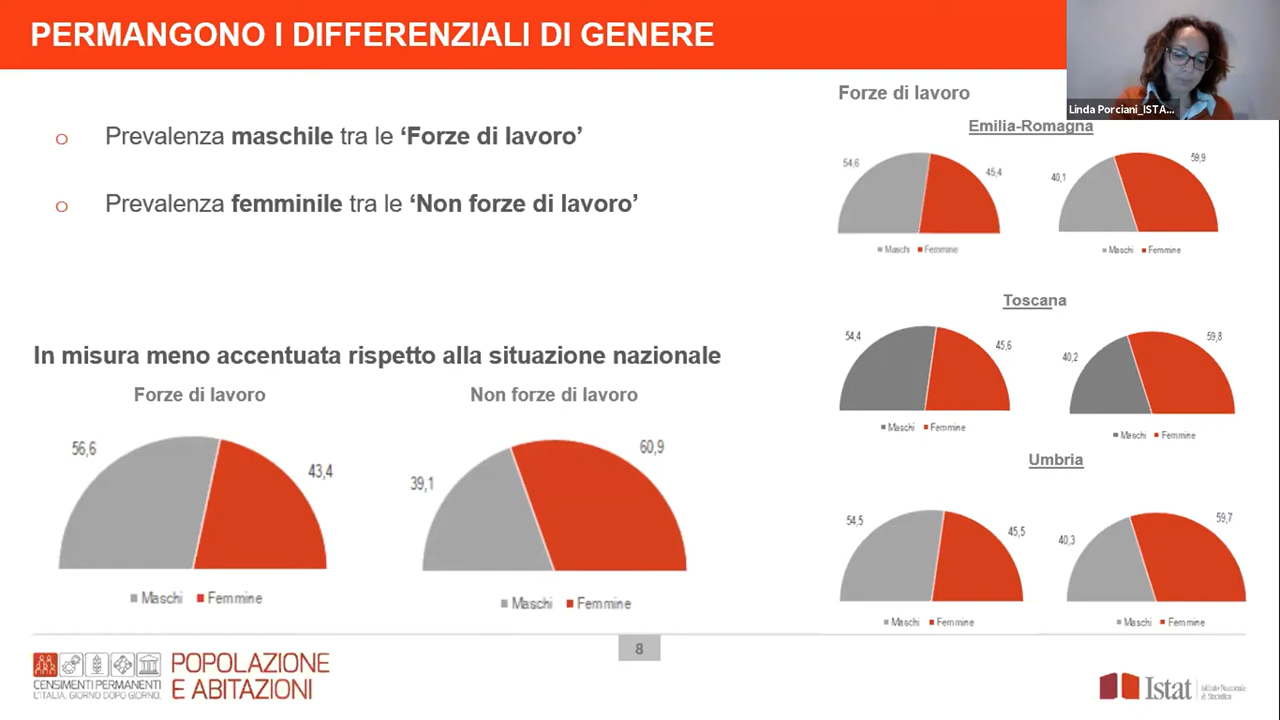 PERMANGONO I DIFFERENZIALI DI GENERE
Linda Porciani_ISTA...
o Prevalenza maschile tra le ‘Forze di lavoro’
o Prevalenza femminile tra le ‘Non forze di lavoro’
In misura meno accentuata rispetto alla situazione nazionale
Forze di lavoro
56,6
43,4
Maschi Femmine
Non forze di lavoro
39,1
60,9
Maschi Femmine
Forze di lavoro
Emilia-Romagna
54,6
45,4
Maschi Femmine
40,1
59,9
Maschi Femmine
Toscana
54,4
45,6
Maschi Femmine
40,2
59,8
Maschi Femmine
Umbria
54,5
45,5
Maschi Femmine
40,3
59,7
Maschi Femmine
8
CENSIMENTI PERMANENTI
L'ITALIA, GIORNO DOPO GIORNO.
POPOLAZIONE
E ABITAZIONI
Istat
Istituto Nazionale
di Statistica